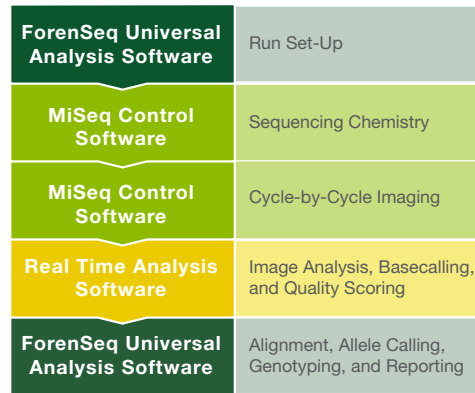 ForenSeq Universal
Analysis Software
Run Set-Up
MiSeq Control
Software
Sequencing Chemistry
MiSeq Control
Software
Cycle-by-Cycle Imaging
Real Time Analysis
Software
Image Analysis, Basecalling,
and Quality Scoring
ForenSeq Universal
Analysis Software
Alignment, Allele Calling,
Genotyping, and Reporting